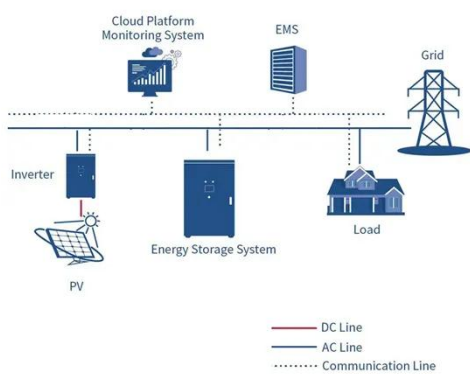 Cloud Platform
Monitoring System
EMS
Grid
Inverter
Energy Storage System
Load
PV
DC Line
AC Line
Communication Line